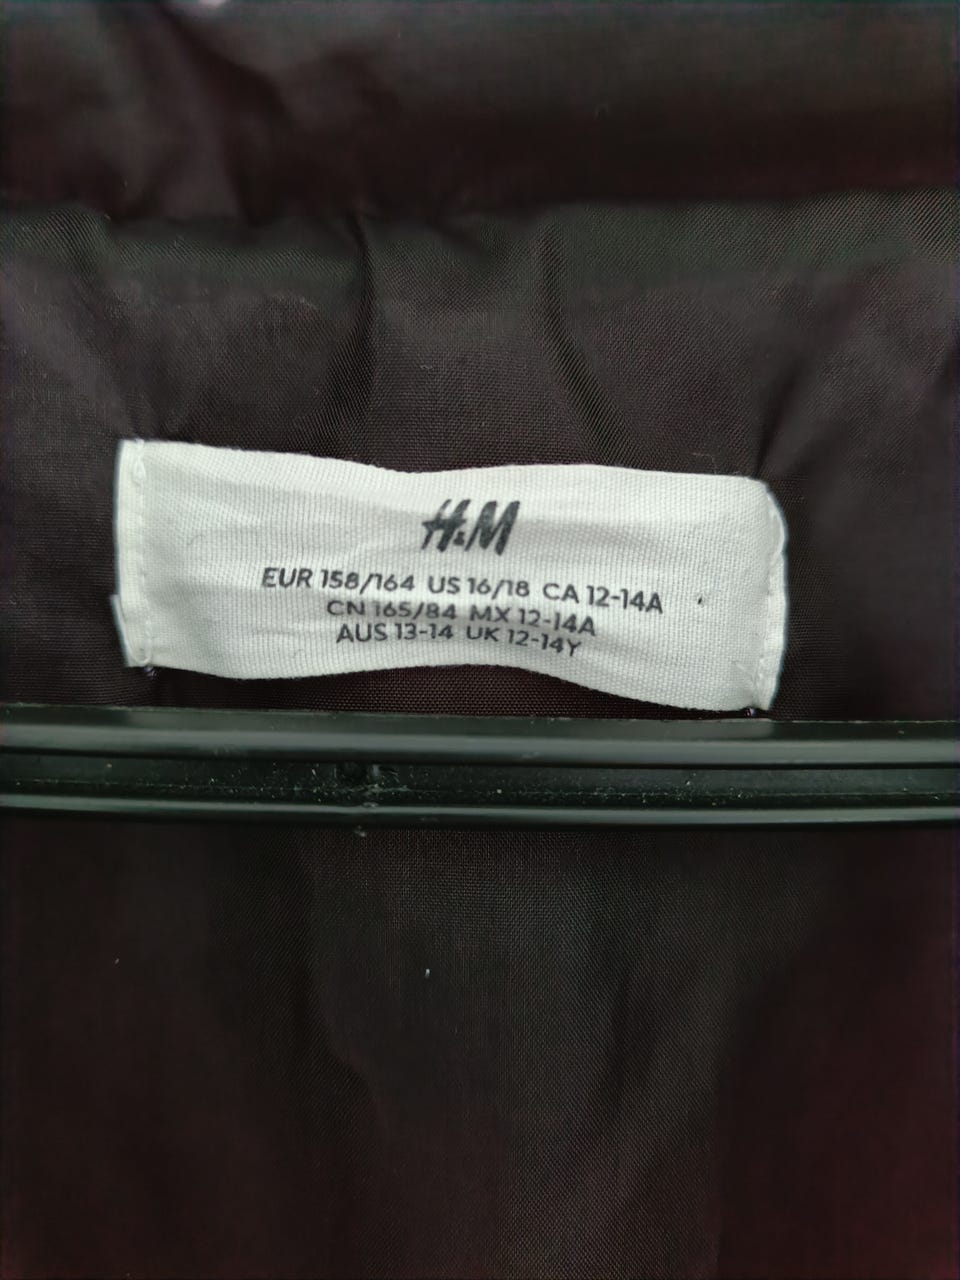 H&M
EUR 158/164 US 16/18 CA 12-14A
CN 165/84 MX 12-14A
AUS 13-14 UK 12-14Y